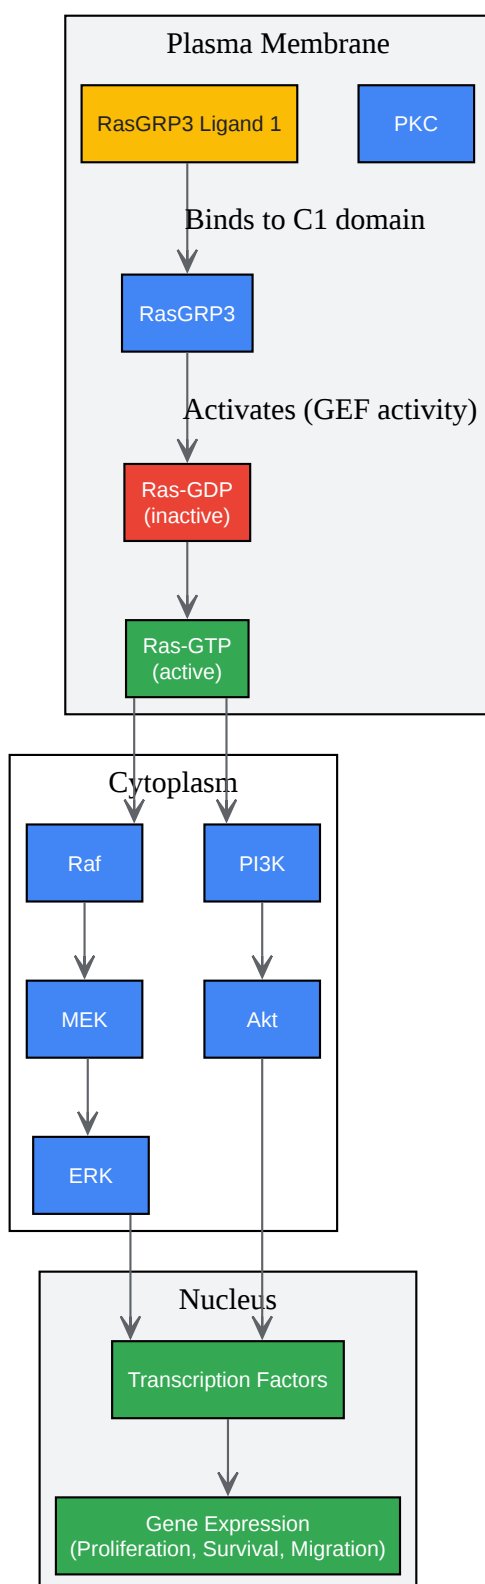 Plasma Membrane
RasGRP3 Ligand 1
PKC
Binds to C1 domain
RasGRP3
Activates (GEF activity)
Ras-GDP
(inactive)
Ras-GTP
(active)
Cytoplasm
Raf
PI3K
MEK
Akt
ERK
Nucleus
Transcription Factors
Gene Expression
(Proliferation, Survival, Migration)